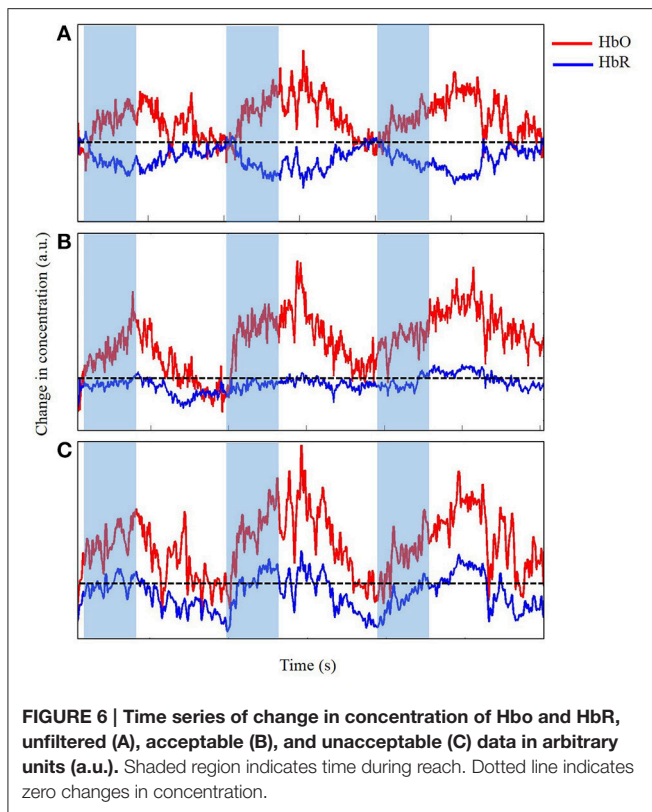 A
HbO
HbR
B
Change in concentration (a.u.)
C
Time (s)
FIGURE 6 | Time series of change in concentration of Hbo and HbR,
unfiltered (A), acceptable (B), and unacceptable (C) data in arbitrary
units (a.u.). Shaded region indicates time during reach. Dotted line indicates
zero changes in concentration.